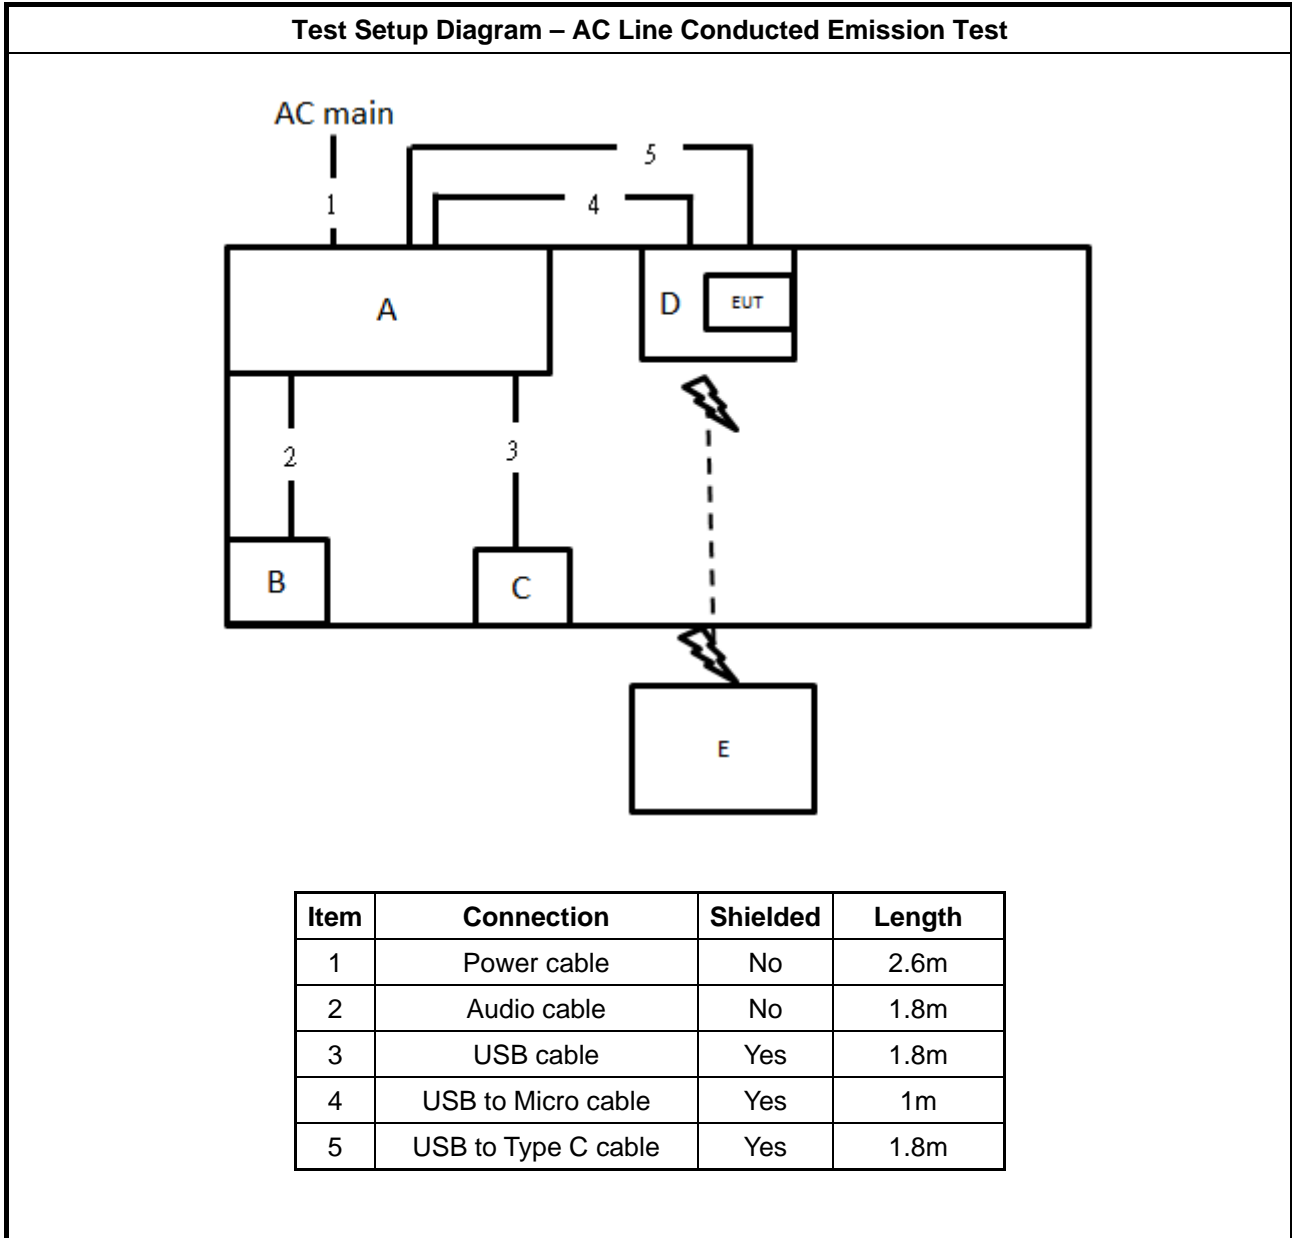 Test Setup Diagram – AC Line Conducted Emission Test
AC main
5
4
1
A
D
EUT
2
3
B
C
E
Item Connection Shielded Length
1 Power cable No 2.6m
2 Audio cable No 1.8m
3 USB cable Yes 1.8m
4 USB to Micro cable Yes 1m
5 USB to Type C cable Yes 1.8m